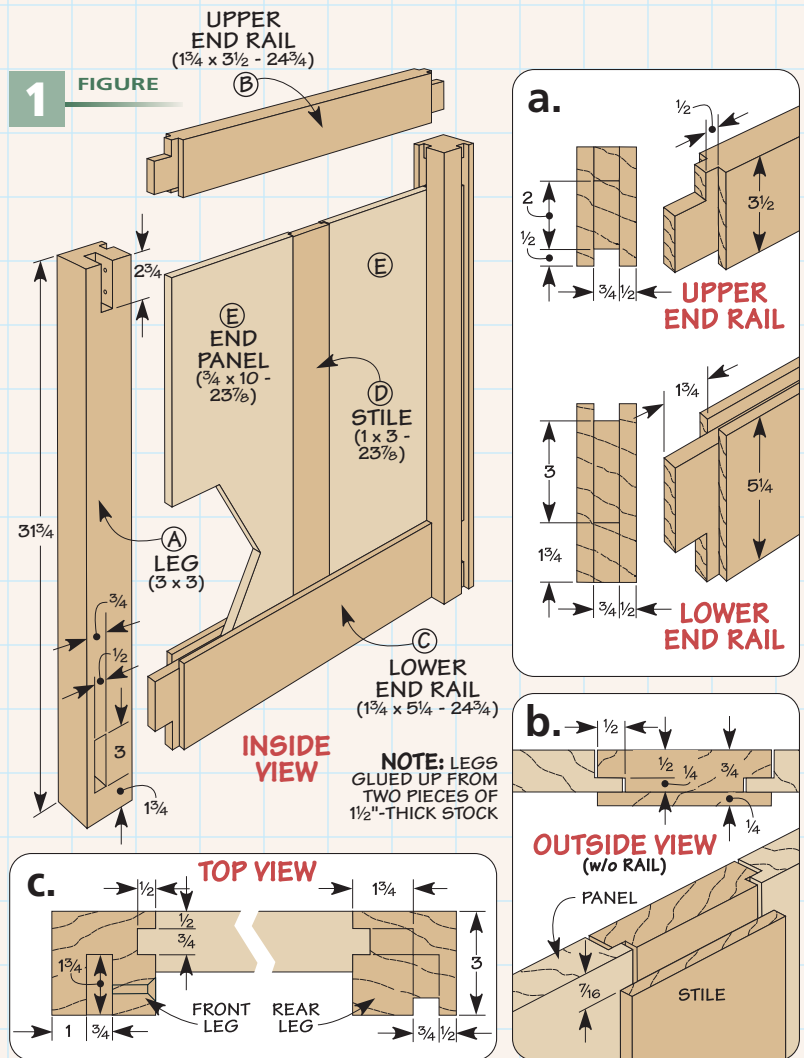 1 FIGURE
UPPER
END RAIL
(1¾ x 3½ - 24¾)
B
2¾
E
E
END
PANEL
(¾ x 10 -
23⅞)
D
STILE
(1 x 3 -
23⅞)
31¾
A
LEG
(3 x 3)
¾
½
3
1¾
C
LOWER
END RAIL
(1¾ x 5¼ - 24¾)
INSIDE
VIEW
NOTE: LEGS
GLUED UP FROM
TWO PIECES OF
1½"-THICK STOCK
a.
½
2
½
3½
¾ ½
UPPER
END RAIL
1¾
3
5¼
1¾
¾ ½
LOWER
END RAIL
b.
½
½ ¼ ¾
¼
OUTSIDE VIEW
(w/o RAIL)
PANEL
7/16
STILE
c.
TOP VIEW
½
1¾
½
¾
3
1¾
FRONT
LEG
REAR
LEG
1 ¾
¾ ½